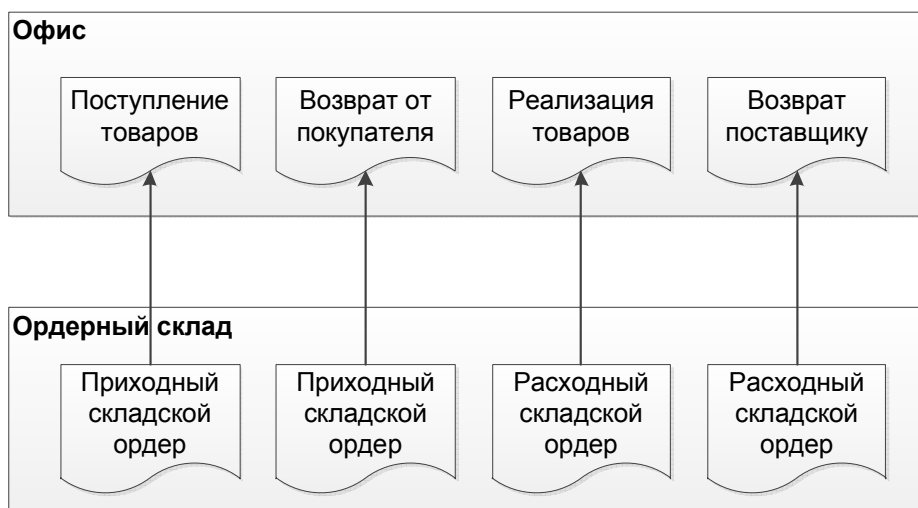 Офис
Поступление
товаров
Возврат от
покупателя
Реализация
товаров
Возврат
поставщику
Ордерный склад
Приходный
складской
ордер
Приходный
складской
ордер
Расходный
складской
ордер
Расходный
складской
ордер